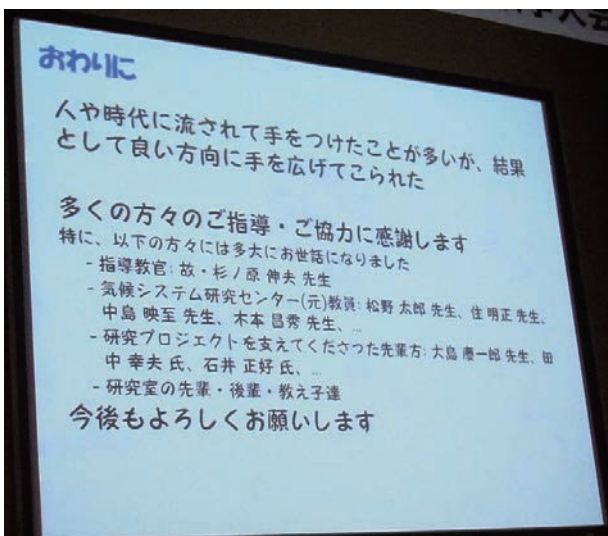 大会
おわりに
人や時代に流されて手をつけたことが多いが、結果
として良い方向に手を広げてこられた
多くの方々のご指導・ご協力に感謝します
特に、以下の方々には多大にお世話になりました
- 指導教官: 故・杉ノ原 伸夫 先生
- 気候システム研究センター(元)教員: 松野 太郎 先生、住 明正 先生、
中島 映至 先生、木本 昌秀 先生、…
- 研究プロジェクトを支えてくださった先輩方: 大島 慶一郎 先生、田
中 幸夫 氏、石井 正好 氏、…
- 研究室の先輩・後輩・教え子達
今後もよろしくお願いします